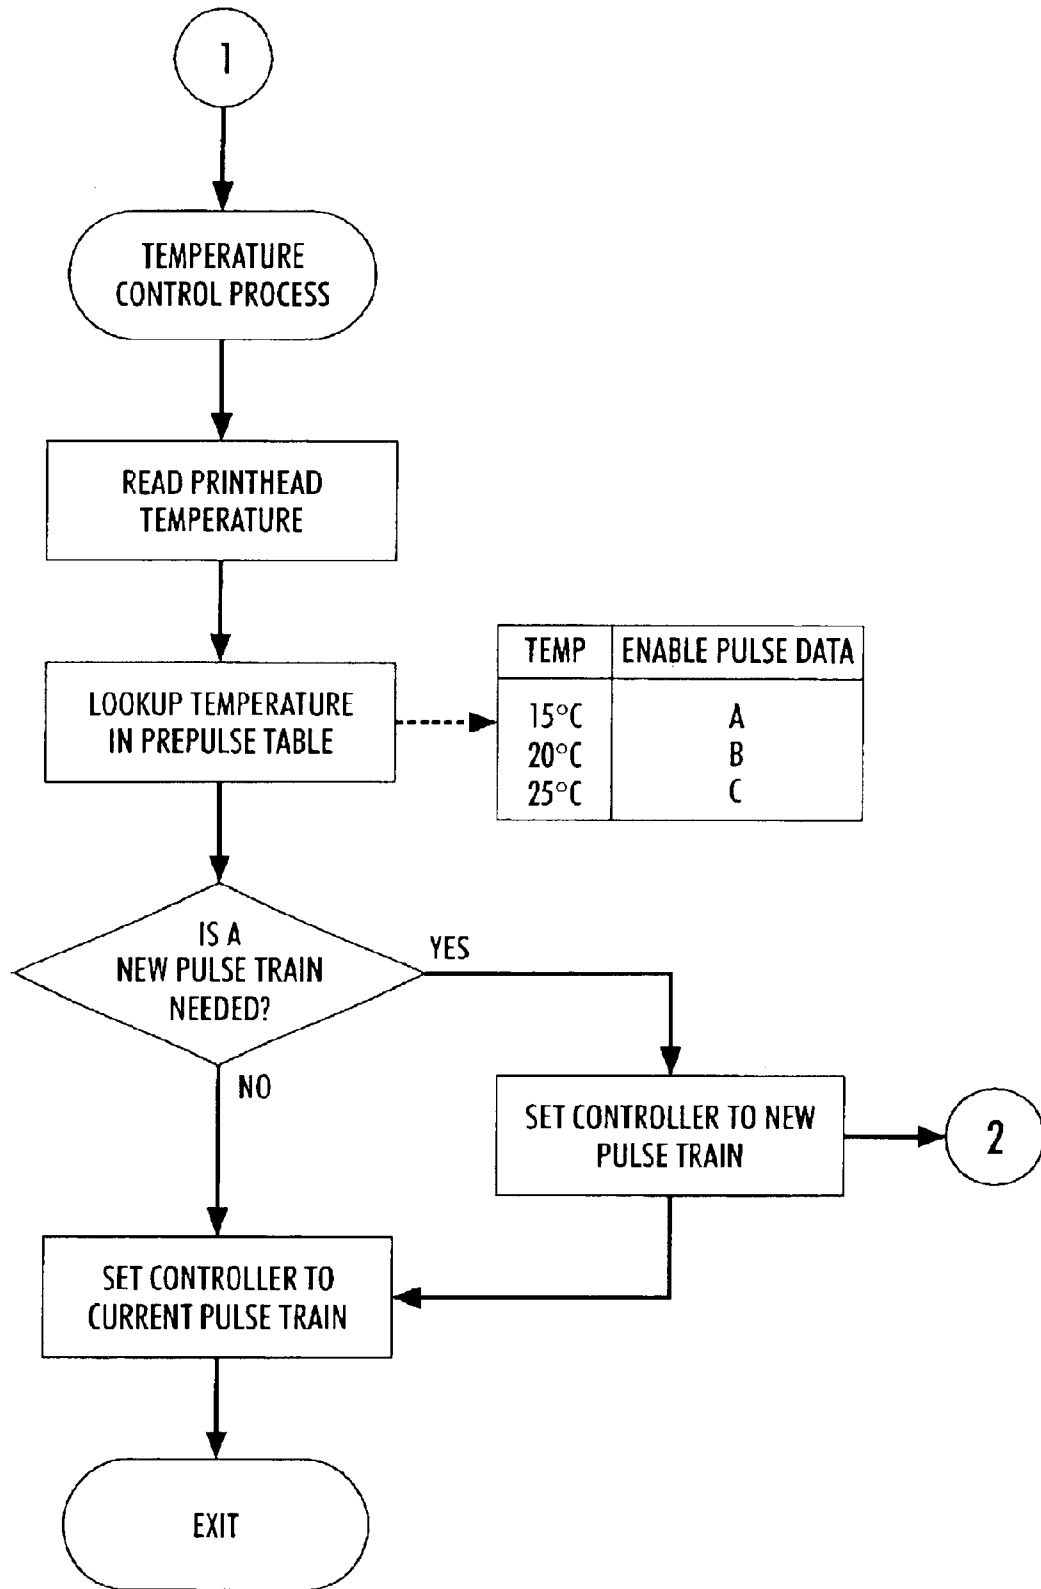 1
TEMPERATURE
CONTROL PROCESS
READ PRINTHEAD
TEMPERATURE
LOOKUP TEMPERATURE
IN PREPULSE TABLE
TEMP ENABLE PULSE DATA
15°C A
20°C B
25°C C
IS A
NEW PULSE TRAIN
NEEDED?
YES
NO
SET CONTROLLER TO NEW
PULSE TRAIN
2
SET CONTROLLER TO
CURRENT PULSE TRAIN
EXIT